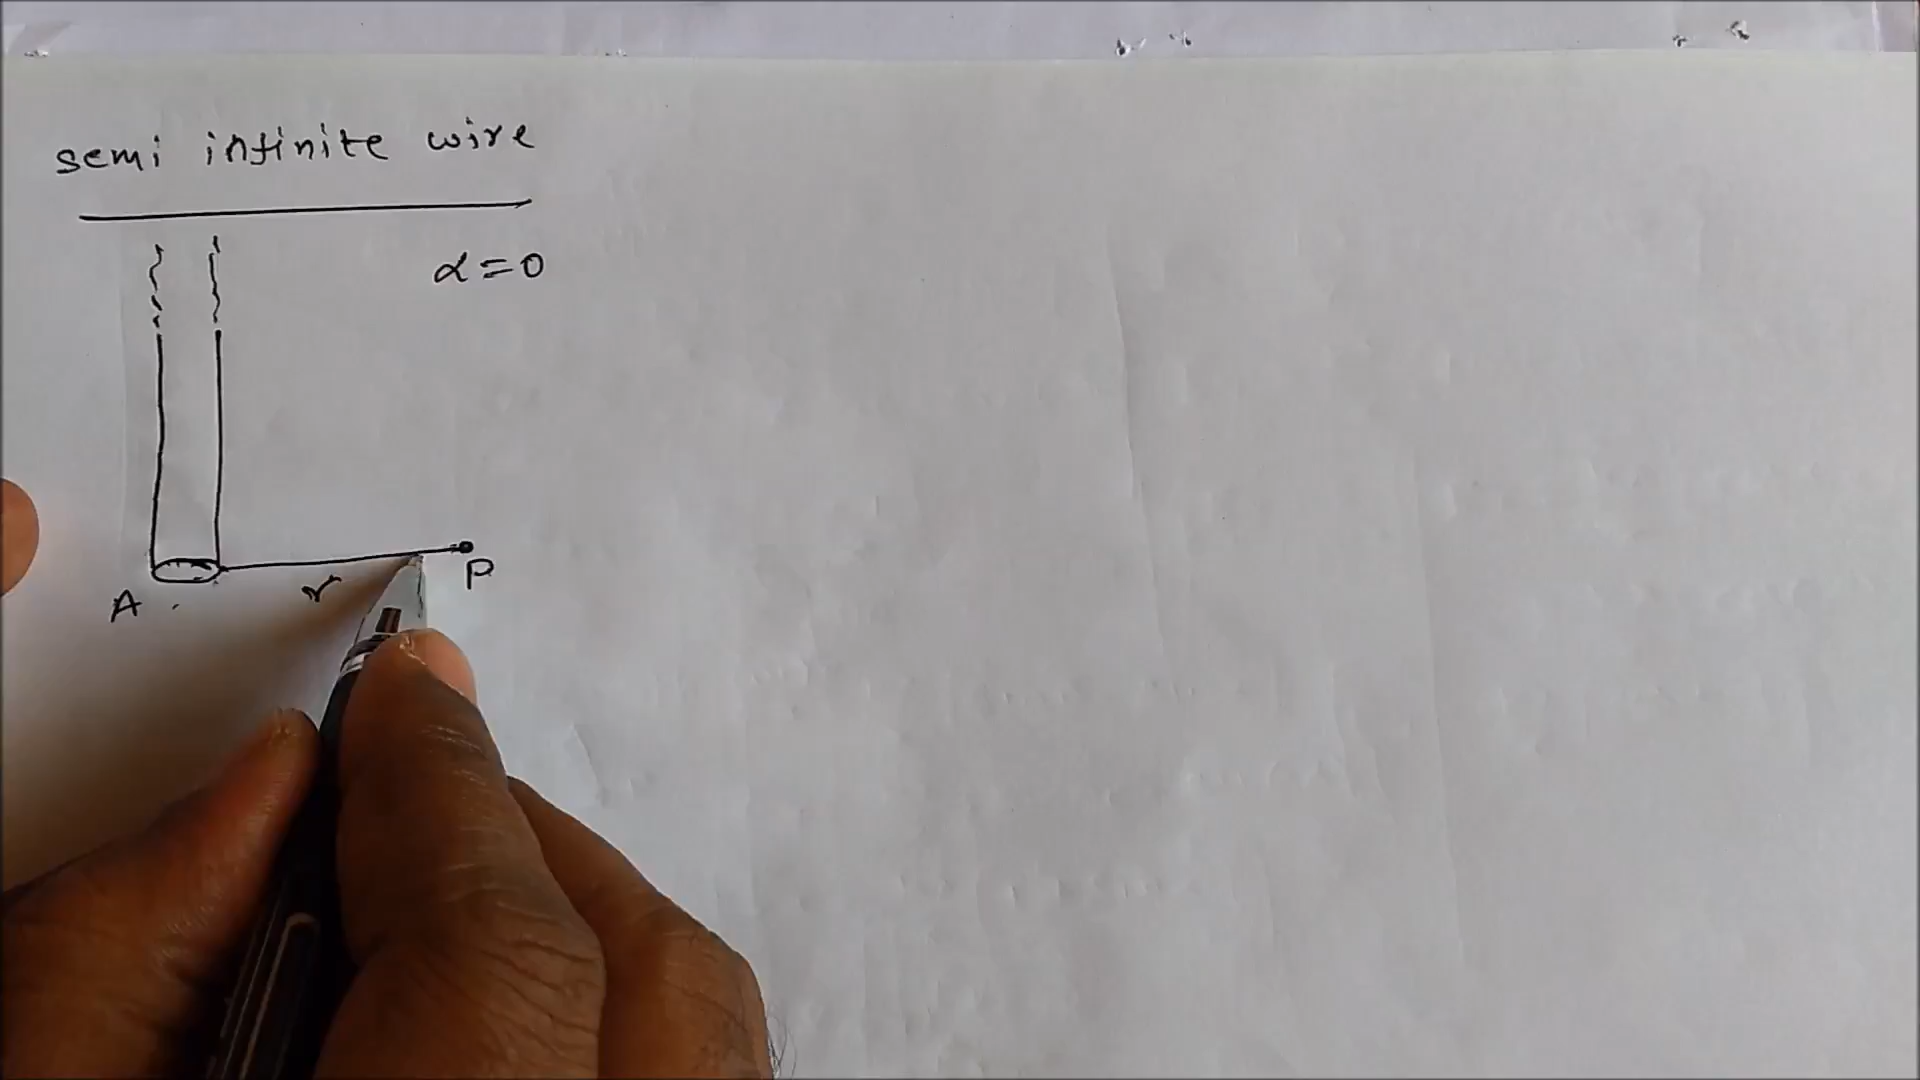 semi infinite wire
α=0
P
r
A